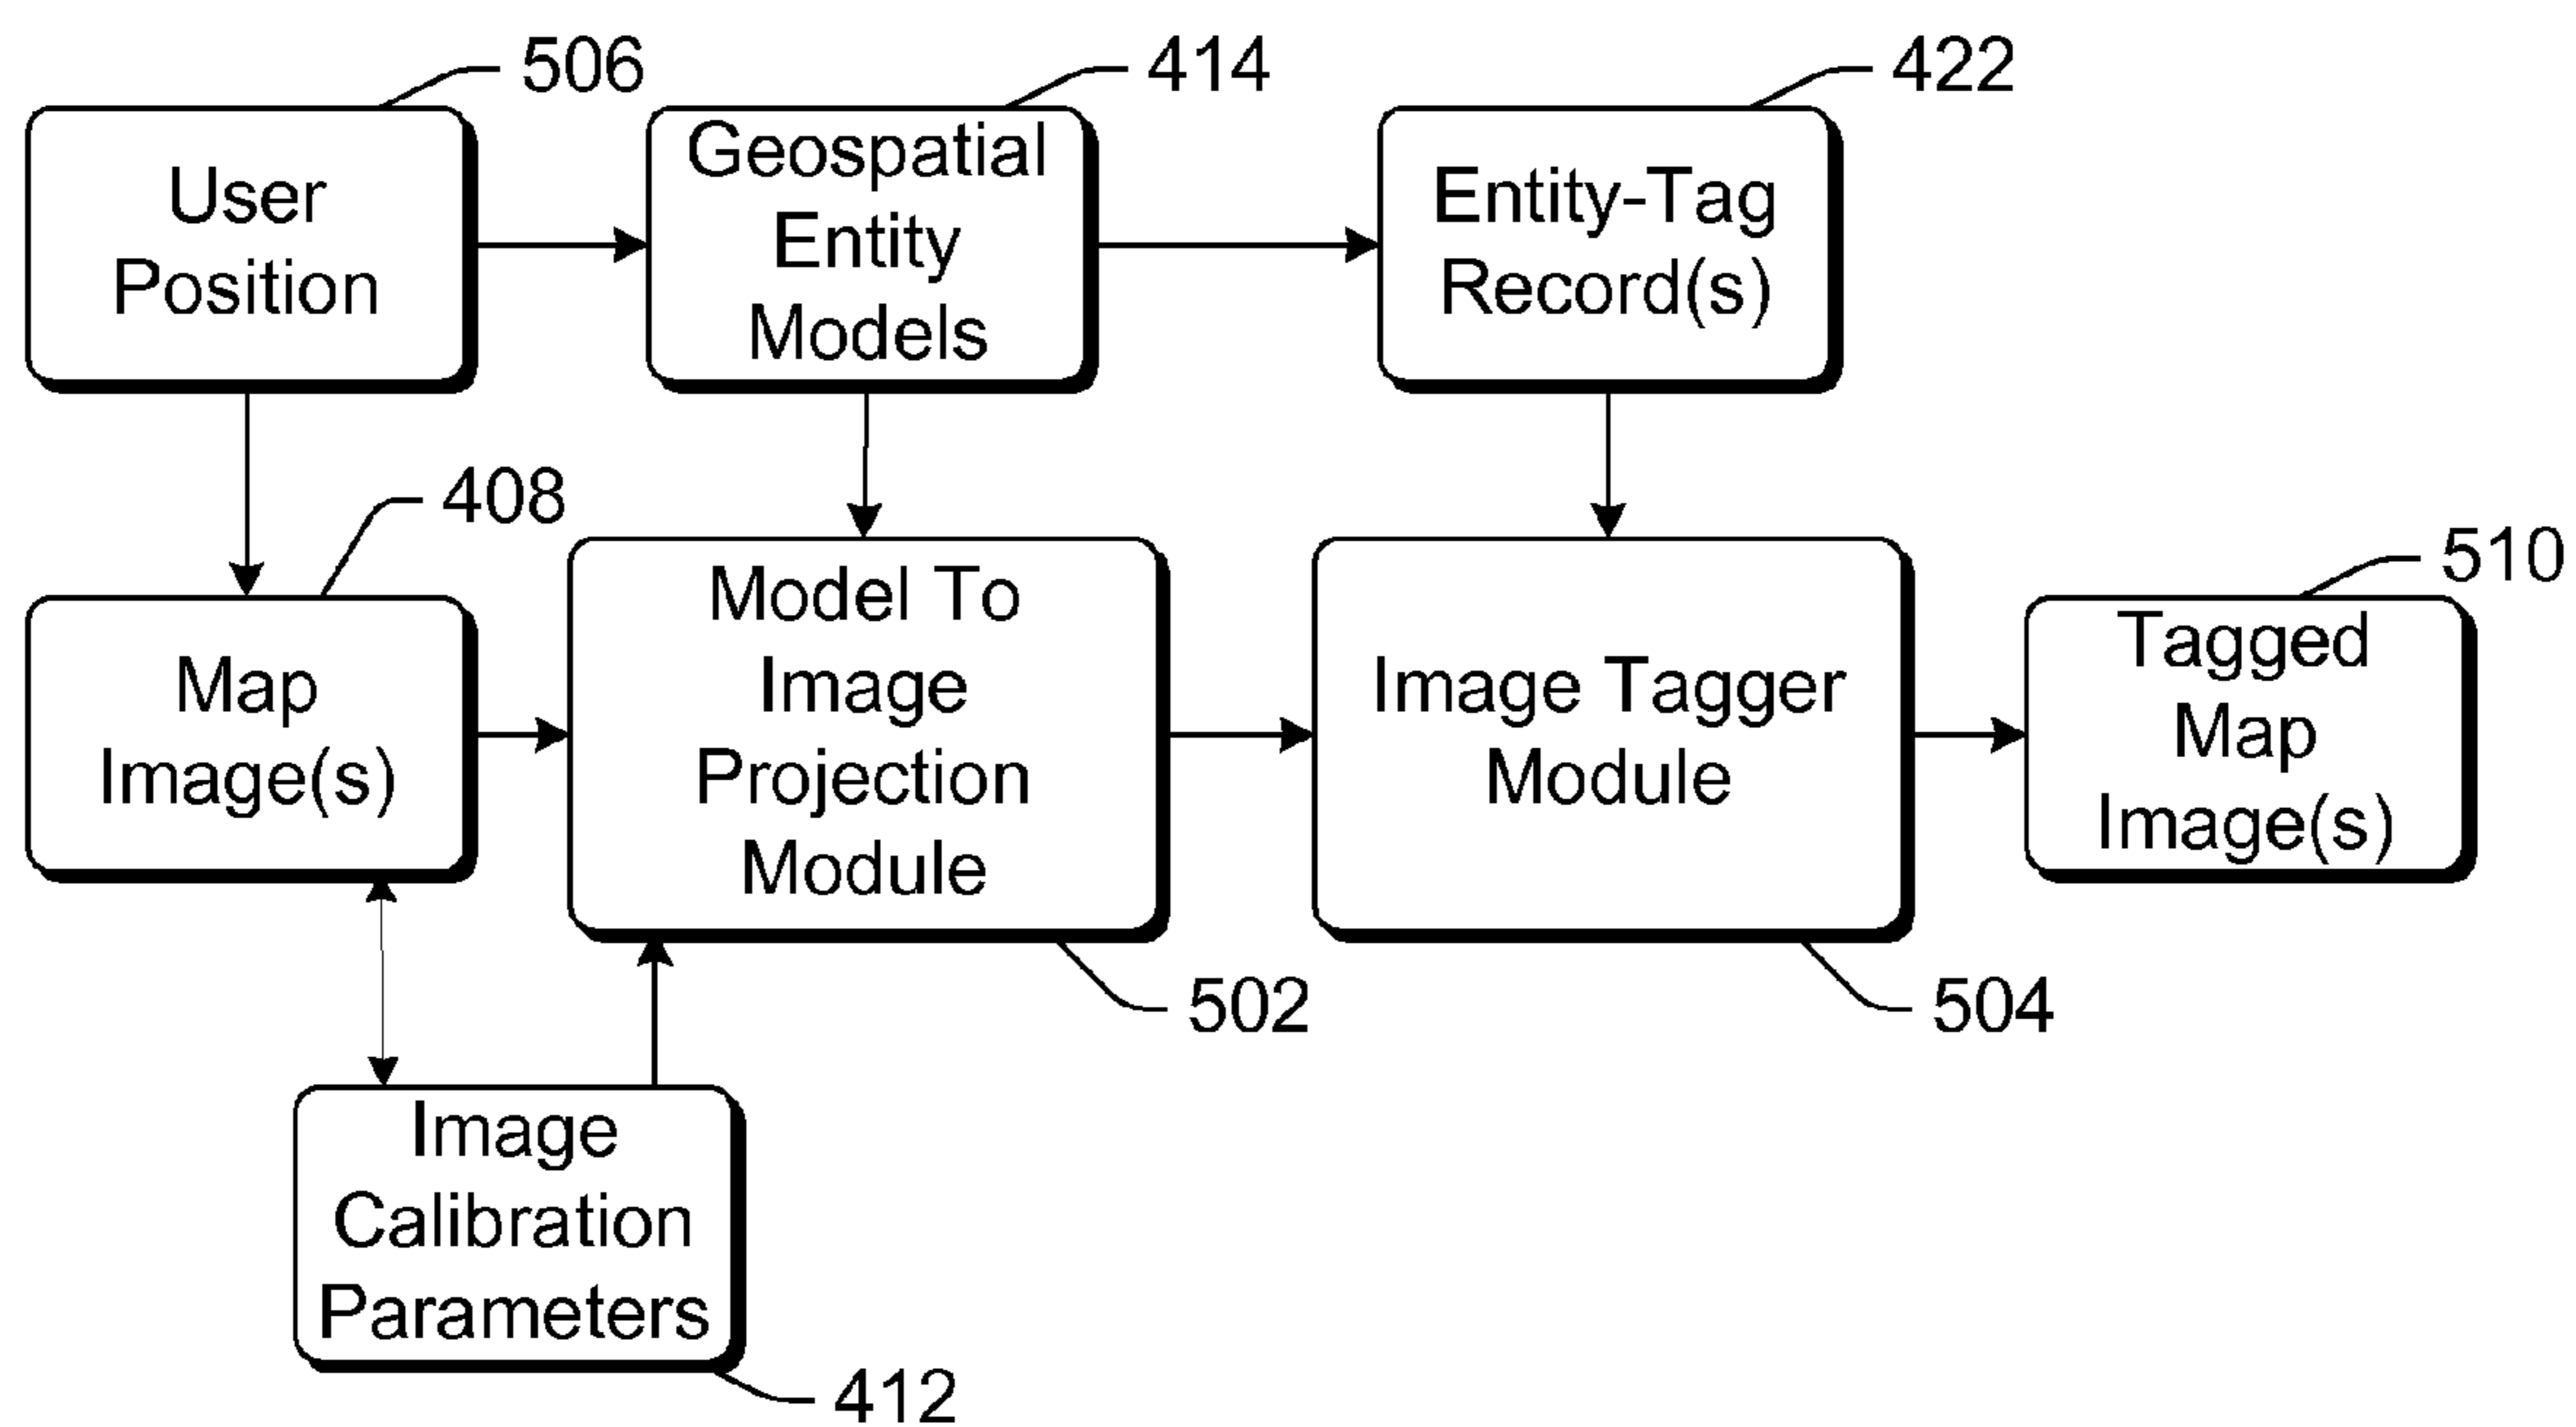 506
414
422
User
Position
Geospatial
Entity
Models
Entity-Tag
Record(s)
408
510
Map
Image(s)
Model To
Image
Projection
Module
Image Tagger
Module
Tagged
Map
Image(s)
502
504
Image
Calibration
Parameters
412